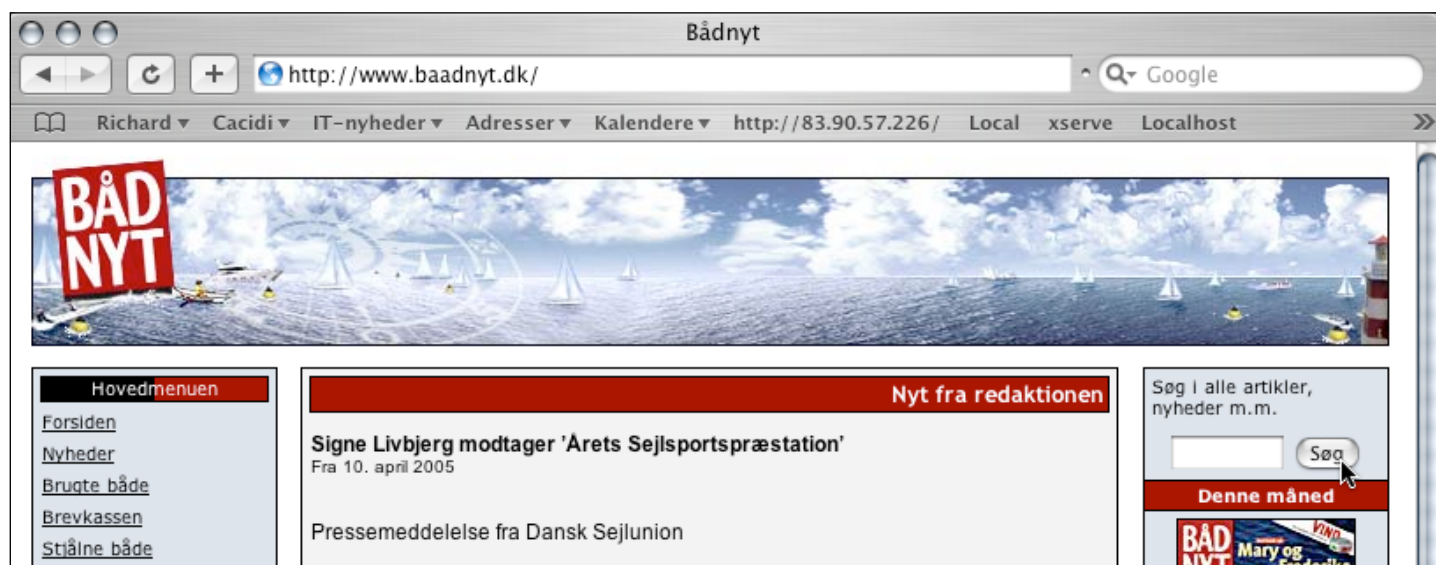 Bådnyt
http://www.baadnyt.dk/
Google
Richard Cacidi IT-nyheder Adresser Kalendere http://83.90.57.226/ Local xserve Localhost
BÅD
NYT
Hovedmenuen
Forsiden
Nyheder
Brugte både
Brevkassen
Stjålne både
Nyt fra redaktionen
Signe Livbjerg modtager 'Årets Sejlsportspræstation'
Fra 10. april 2005
Pressemeddelelse fra Dansk Sejlunion
Søg i alle artikler,
nyheder m.m.
Søg
Denne måned
BÅD
NYT
VIND
Mary og